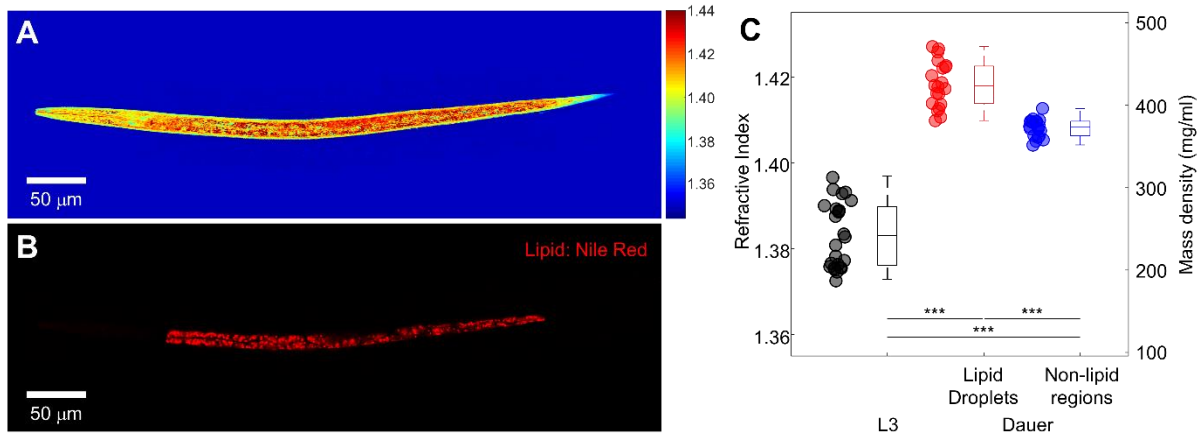 A
50 μm
1.44
1.42
1.40
1.38
1.36
B
Lipid: Nile Red
50 μm
C
Refractive Index
1.42
1.40
1.38
1.36
500
400
300
200
100
Mass density (mg/ml)
*** ***
***
Lipid Non-lipid
Droplets regions
L3 Dauer